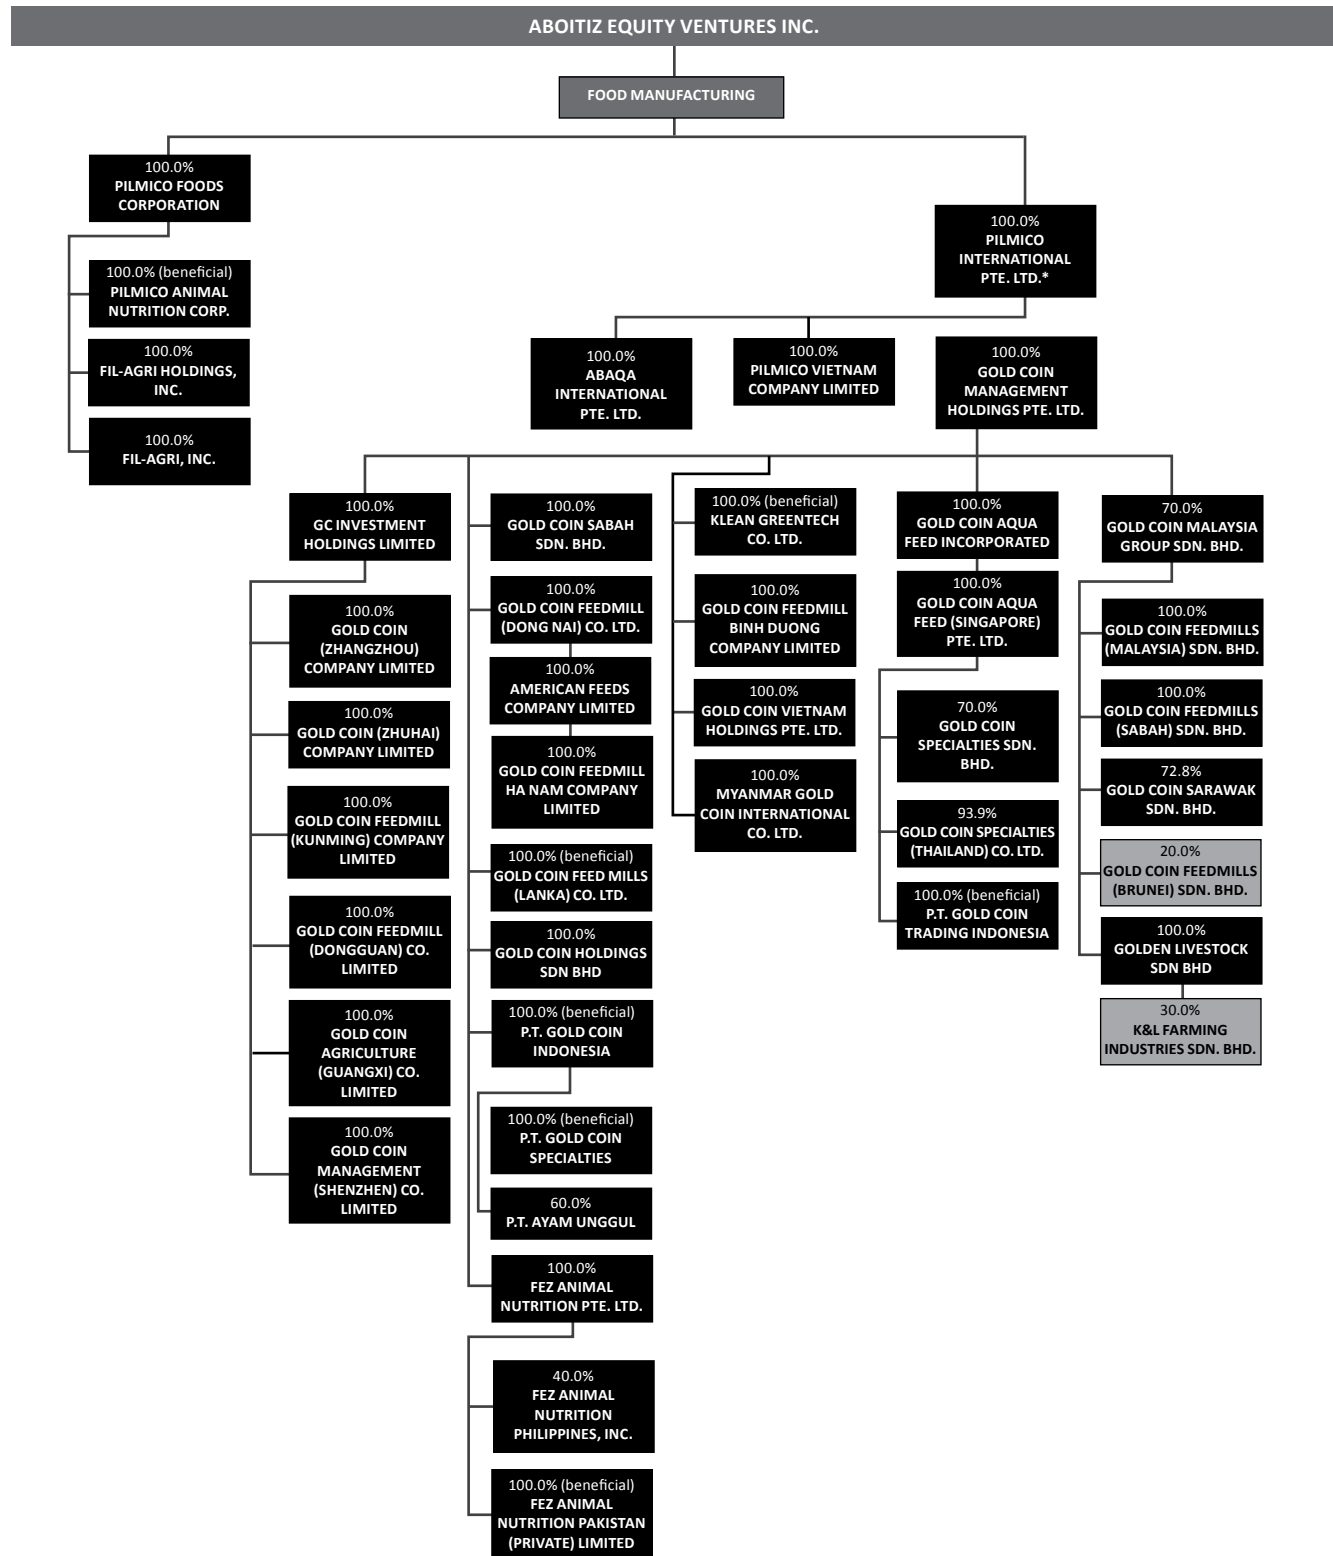 ABOITIZ EQUITY VENTURES INC.
FOOD MANUFACTURING
100.0%
PILMICO FOODS
CORPORATION
100.0% (beneficial)
PILMICO ANIMAL
NUTRITION CORP.
100.0%
FIL-AGRI HOLDINGS,
INC.
100.0%
FIL-AGRI, INC.
100.0%
PILMICO
INTERNATIONAL
PTE. LTD.*
100.0%
ABAQA
INTERNATIONAL
PTE. LTD.
100.0%
PILMICO VIETNAM
COMPANY LIMITED
100.0%
GOLD COIN
MANAGEMENT
HOLDINGS PTE. LTD.
100.0%
GC INVESTMENT
HOLDINGS LIMITED
100.0%
GOLD COIN
(ZHANGZHOU)
COMPANY LIMITED
100.0%
GOLD COIN (ZHUHAI)
COMPANY LIMITED
100.0%
GOLD COIN FEEDMILL
(KUNMING) COMPANY
LIMITED
100.0%
GOLD COIN FEEDMILL
(DONGGUAN) CO.
LIMITED
100.0%
GOLD COIN
AGRICULTURE
(GUANGXI) CO.
LIMITED
100.0%
GOLD COIN
MANAGEMENT
(SHENZHEN) CO.
LIMITED
100.0%
GOLD COIN SABAH
SDN. BHD.
100.0%
GOLD COIN FEEDMILL
(DONG NAI) CO. LTD.
100.0%
AMERICAN FEEDS
COMPANY LIMITED
100.0%
GOLD COIN FEEDMILL
HA NAM COMPANY
LIMITED
100.0% (beneficial)
GOLD COIN FEED MILLS
(LANKA) CO. LTD.
100.0%
GOLD COIN HOLDINGS
SDN BHD
100.0% (beneficial)
P.T. GOLD COIN
INDONESIA
100.0% (beneficial)
P.T. GOLD COIN
SPECIALTIES
60.0%
P.T. AYAM UNGGUL
100.0%
FEZ ANIMAL
NUTRITION PTE. LTD.
40.0%
FEZ ANIMAL
NUTRITION
PHILIPPINES, INC.
100.0% (beneficial)
FEZ ANIMAL
NUTRITION PAKISTAN
(PRIVATE) LIMITED
100.0% (beneficial)
KLEAN GREENTECH
CO. LTD.
100.0%
GOLD COIN FEEDMILL
BINH DUONG
COMPANY LIMITED
100.0%
GOLD COIN VIETNAM
HOLDINGS PTE. LTD.
100.0%
MYANMAR GOLD
COIN INTERNATIONAL
CO. LTD.
100.0%
GOLD COIN AQUA
FEED INCORPORATED
100.0%
GOLD COIN AQUA
FEED (SINGAPORE)
PTE. LTD.
70.0%
GOLD COIN
SPECIALTIES SDN.
BHD.
93.9%
GOLD COIN SPECIALTIES
(THAILAND) CO. LTD.
100.0% (beneficial)
P.T. GOLD COIN
TRADING INDONESIA
70.0%
GOLD COIN MALAYSIA
GROUP SDN. BHD.
100.0%
GOLD COIN FEEDMILLS
(MALAYSIA) SDN. BHD.
100.0%
GOLD COIN FEEDMILLS
(SABAH) SDN. BHD.
72.8%
GOLD COIN SARAWAK
SDN. BHD.
20.0%
GOLD COIN FEEDMILLS
(BRUNEI) SDN. BHD.
100.0%
GOLDEN LIVESTOCK
SDN BHD
30.0%
K&L FARMING
INDUSTRIES SDN. BHD.